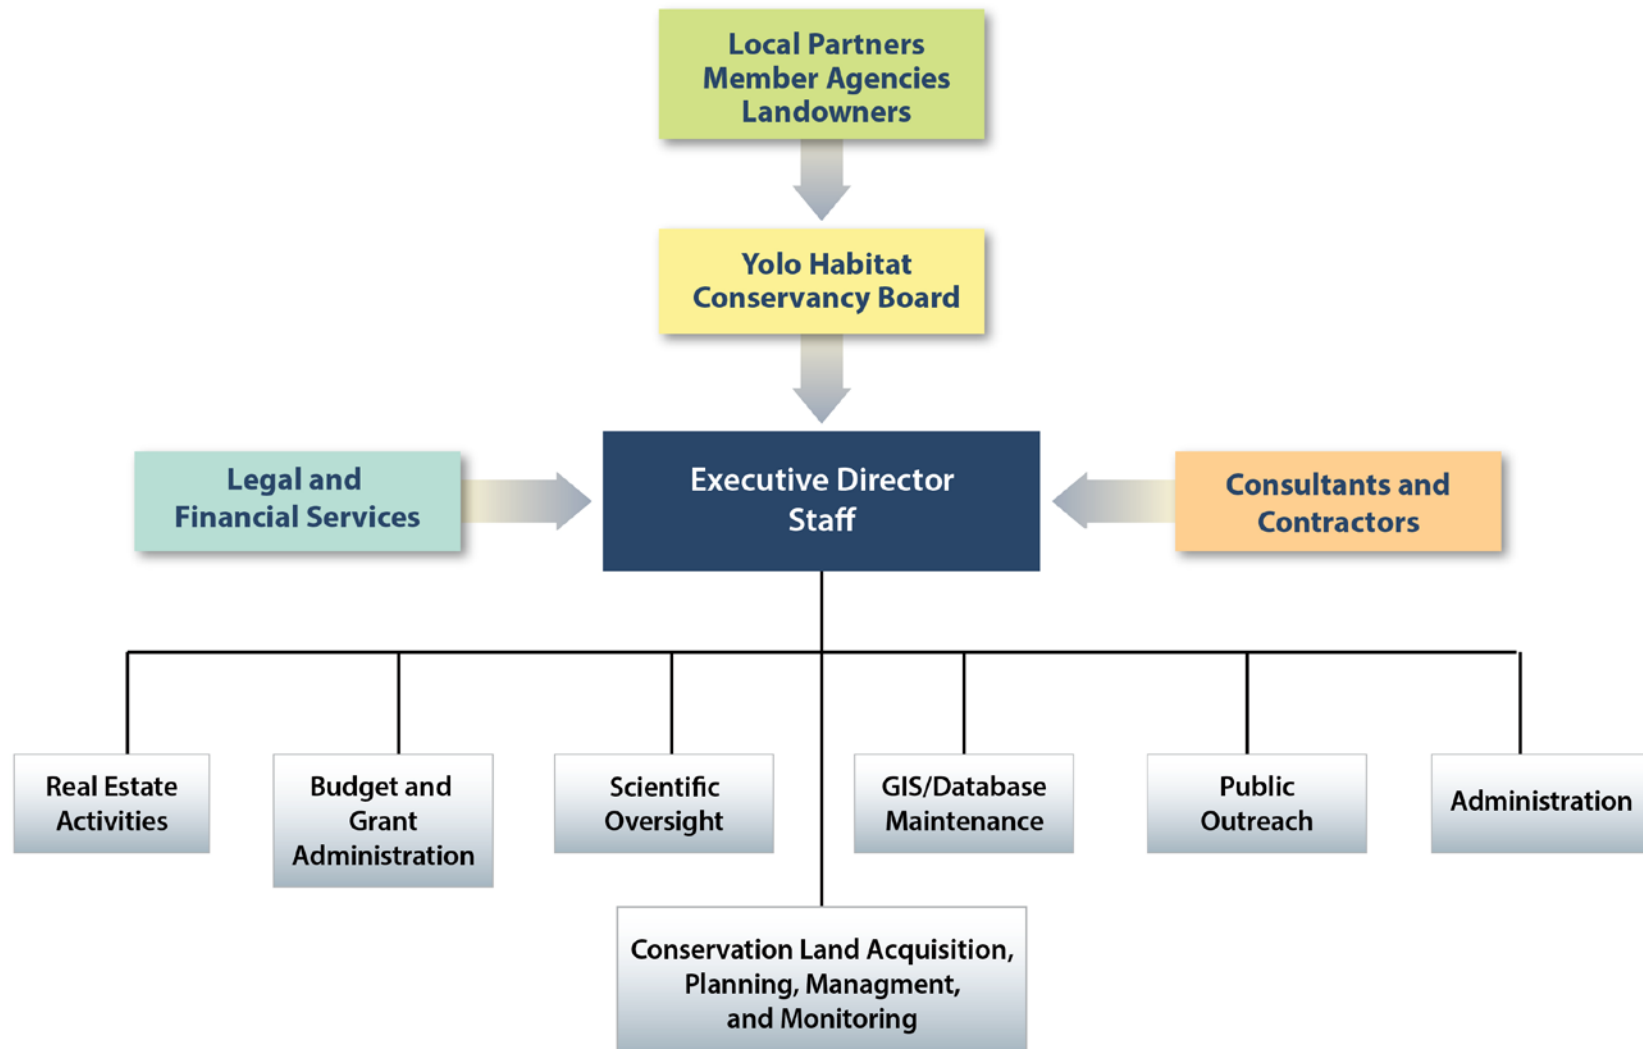 Local Partners
Member Agencies
Landowners
Yolo Habitat
Conservancy Board
Legal and
Financial Services
Executive Director
Staff
Consultants and
Contractors
Real Estate
Activities
Budget and
Grant
Administration
Scientific
Oversight
GIS/Database
Maintenance
Public
Outreach
Administration
Conservation Land Acquisition,
Planning, Managment,
and Monitoring